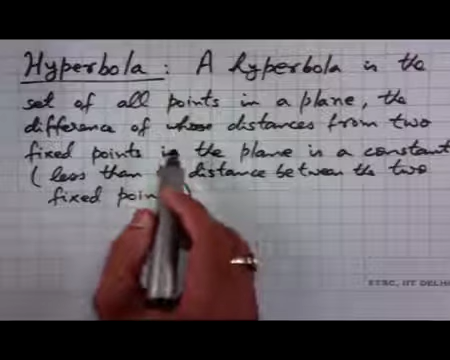 Hyperbola : A hyperbola is the
set of all points in a plane, the
difference of whose distances from two
fixed points in the plane is a constant
( less than distance between the two
fixed poin
ETSC, IIT DELHI